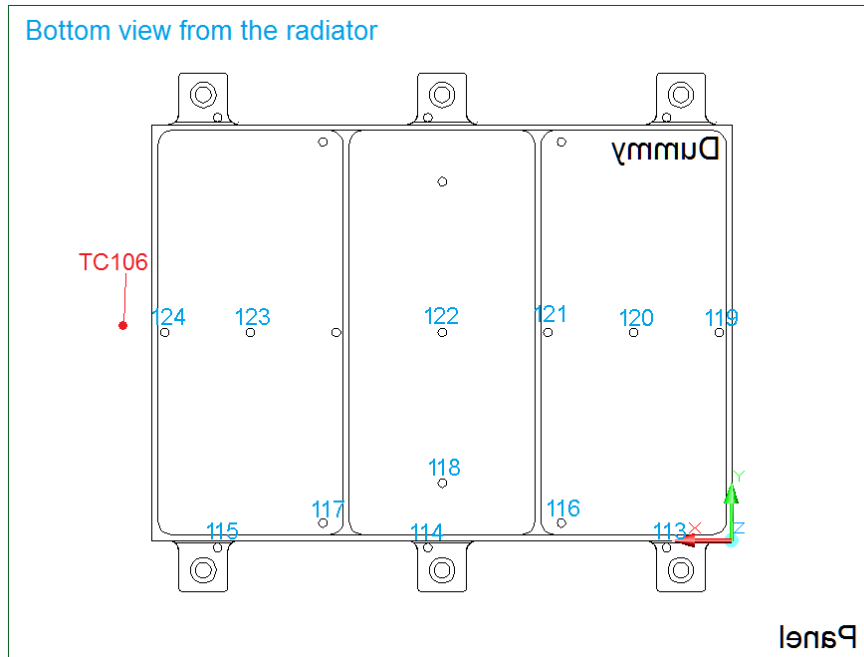 Bottom view from the radiator
Dummy
TC106
124 123 122 121 120 119
118
117 116
115 114 113
X Y Z
Panel